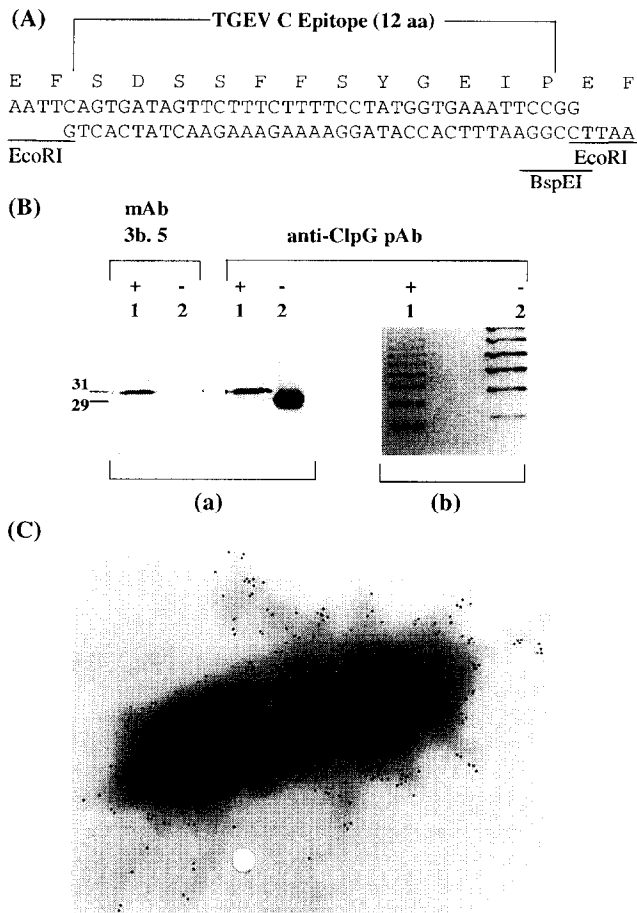 (A)
TGEV C Epitope (12 aa)
E F S D S S F F S Y G E I P E F
AATTCAGTGATAGTTCTTTCTTTTCCTATGGTGAAATTCCGG
GTCACTATCAAGAAAGAAAAGGATACCACTTTAAGGCCTTAA
EcoRI EcoRI
BspEI
(B)
mAb
3b. 5 anti-ClpG pAb
+ - + - + -
1 2 1 2 1 2
31
29
(a) (b)
(C)